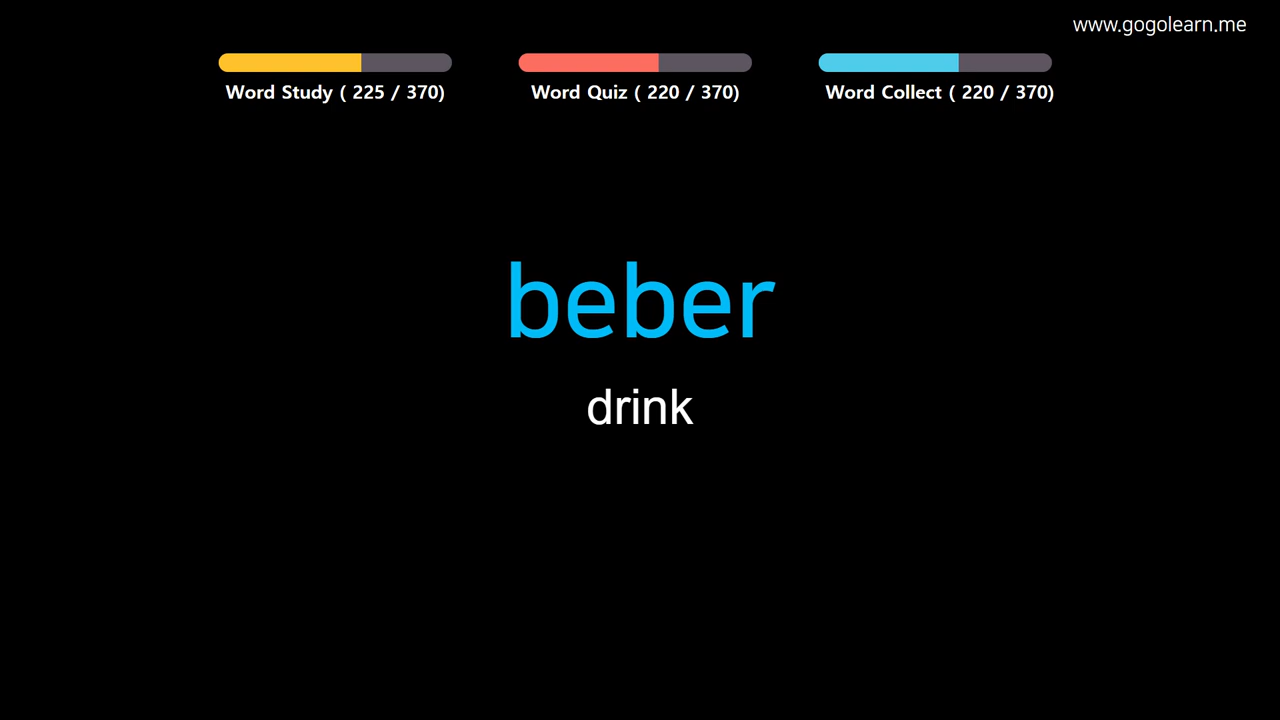 www.gogolearn.me
Word Study ( 225 / 370)
Word Quiz ( 220 / 370)
Word Collect ( 220 / 370)
beber
drink